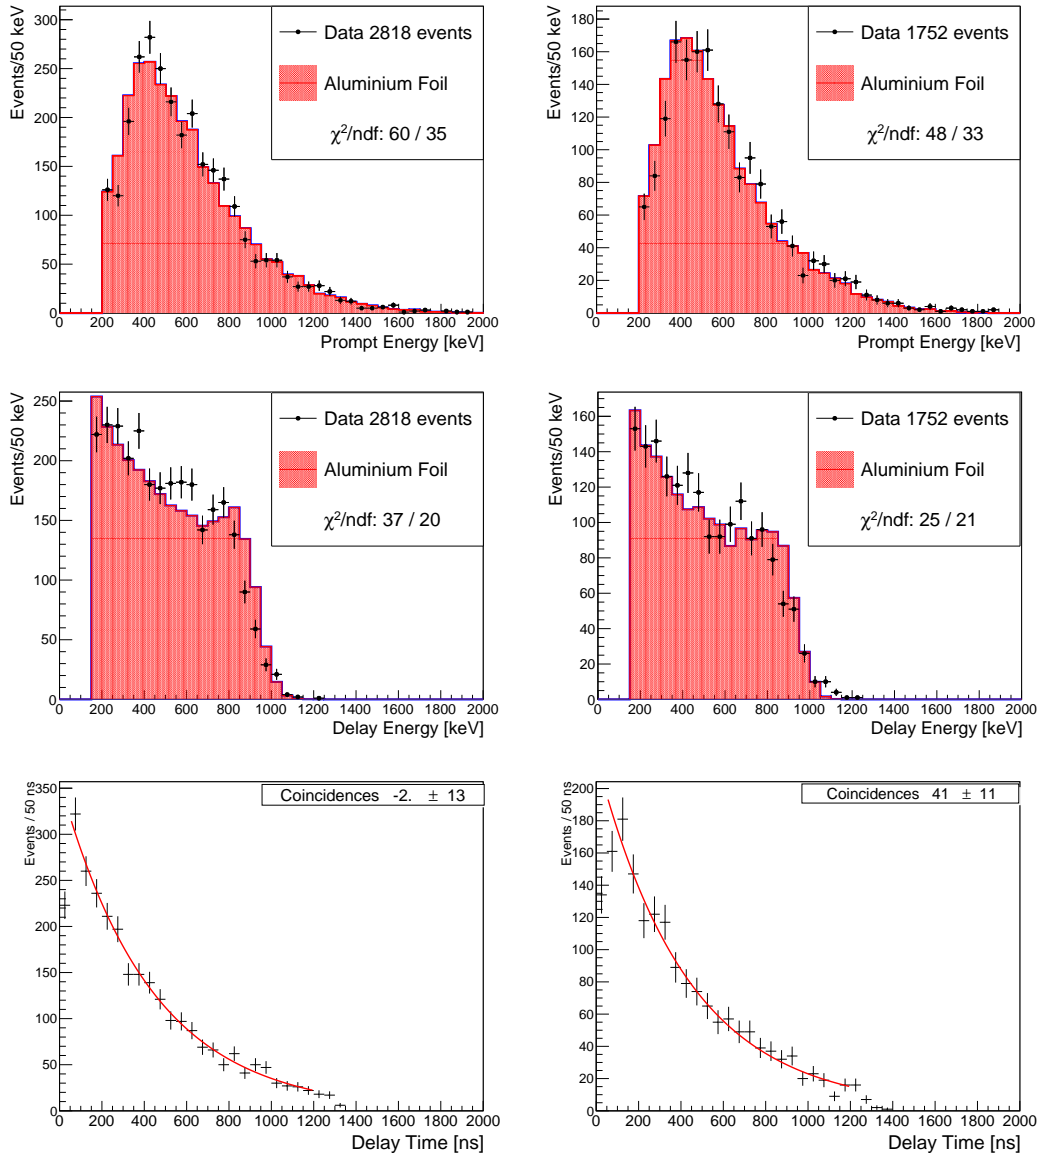 Events/50 keV
300
250
200
150
100
50
0
Data 2818 events
Aluminium Foil
χ²/ndf: 60 / 35
0 200 400 600 800 1000 1200 1400 1600 1800 2000
Prompt Energy [keV]
Events/50 keV
180
160
140
120
100
80
60
40
20
0
Data 1752 events
Aluminium Foil
χ²/ndf: 48 / 33
0 200 400 600 800 1000 1200 1400 1600 1800 2000
Prompt Energy [keV]
Events/50 keV
250
200
150
100
50
0
Data 2818 events
Aluminium Foil
χ²/ndf: 37 / 20
0 200 400 600 800 1000 1200 1400 1600 1800 2000
Delay Energy [keV]
Events/50 keV
160
140
120
100
80
60
40
20
0
Data 1752 events
Aluminium Foil
χ²/ndf: 25 / 21
0 200 400 600 800 1000 1200 1400 1600 1800 2000
Delay Energy [keV]
Events / 50 ns
350
300
250
200
150
100
50
0
Coincidences -2. ± 13
0 200 400 600 800 1000 1200 1400 1600 1800 2000
Delay Time [ns]
Events / 50 ns
200
180
160
140
120
100
80
60
40
20
0
Coincidences 41 ± 11
0 200 400 600 800 1000 1200 1400 1600 1800 2000
Delay Time [ns]